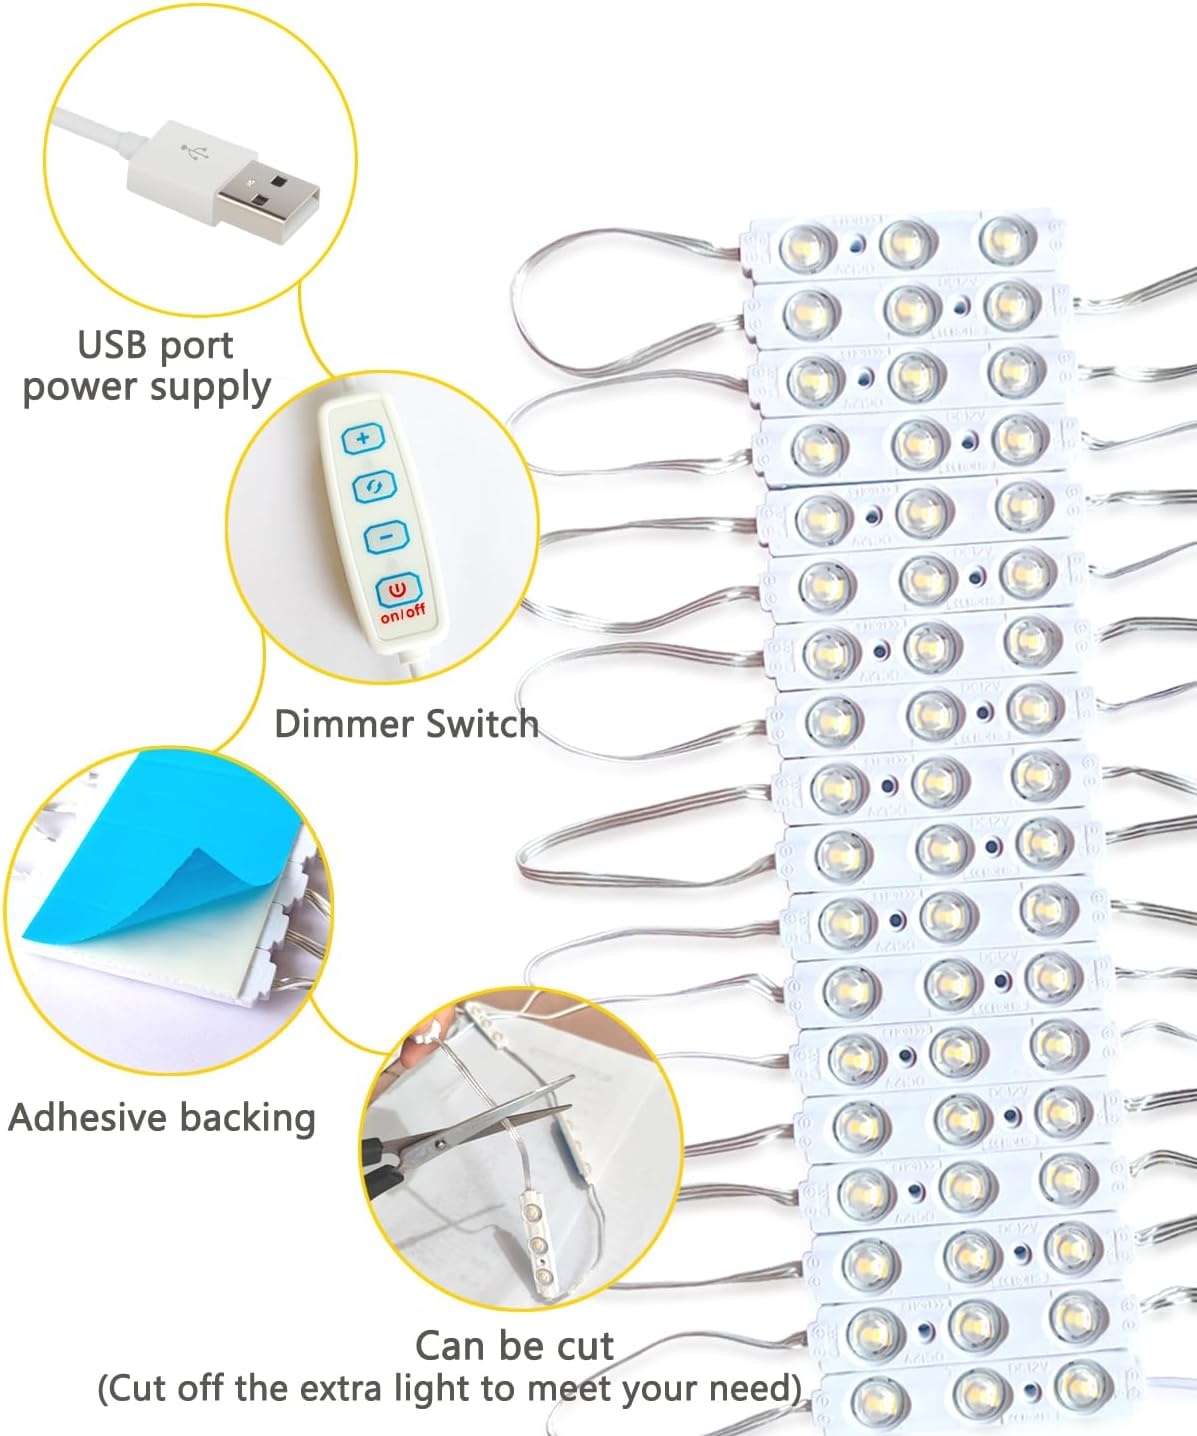 USB port
power supply
on/off
Dimmer Switch
Adhesive backing
Can be cut
(Cut off the extra light to meet your need)
DC12V